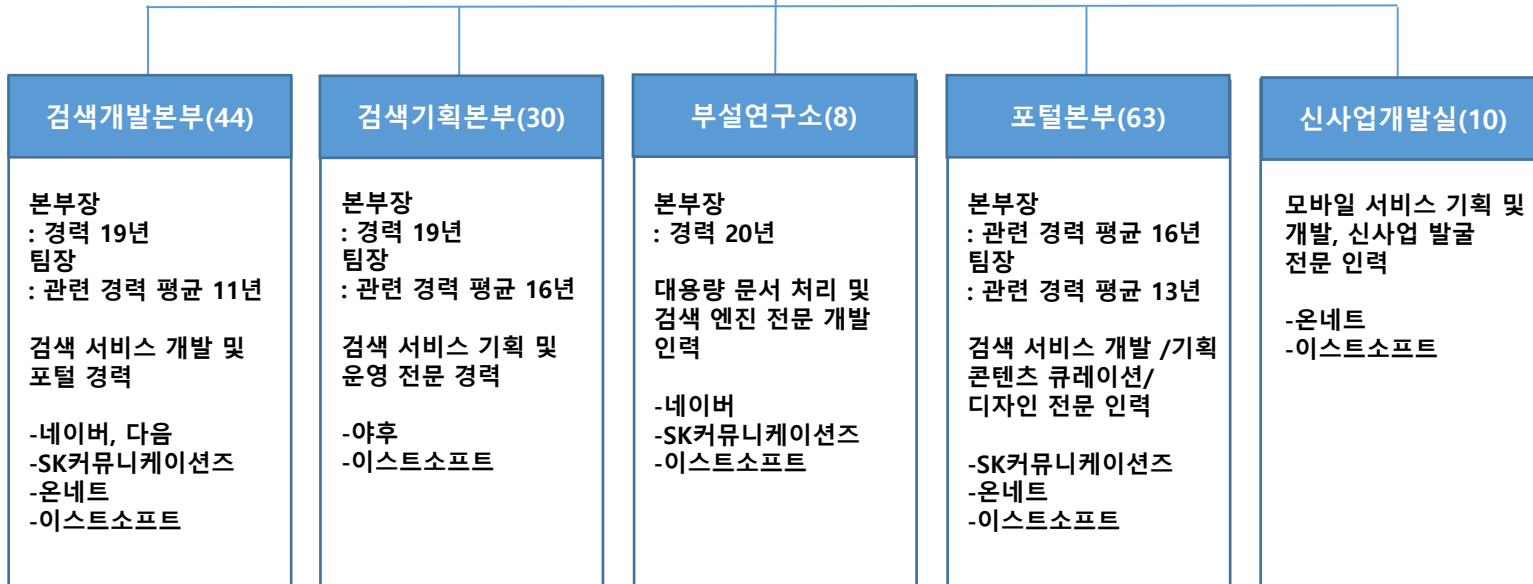 검색개발본부(44)
본부장
: 경력 19년
팀장
: 관련 경력 평균 11년
검색 서비스 개발 및
포털 경력
-네이버, 다음
-SK커뮤니케이션즈
-온네트
-이스트소프트
검색기획본부(30)
본부장
: 경력 19년
팀장
: 관련 경력 평균 16년
검색 서비스 기획 및
운영 전문 경력
-야후
-이스트소프트
부설연구소(8)
본부장
: 경력 20년
대용량 문서 처리 및
검색 엔진 전문 개발
인력
-네이버
-SK커뮤니케이션즈
-이스트소프트
포털본부(63)
본부장
: 관련 경력 평균 16년
팀장
: 관련 경력 평균 13년
검색 서비스 개발 /기획
콘텐츠 큐레이션/
디자인 전문 인력
-SK커뮤니케이션즈
-온네트
-이스트소프트
신사업개발실(10)
모바일 서비스 기획 및
개발, 신사업 발굴
전문 인력
-온네트
-이스트소프트